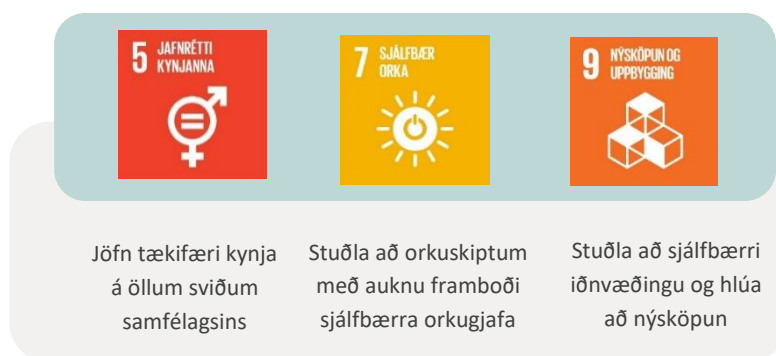 5 JAFNRÉTTI
KYNJANNA
7 SJÁLFBÆR
ORKA
9 NÝSKÖPUN OG
UPPBYGGING
Jöfn tækifæri kynja
á öllum sviðum
samfélagsins
Stuðla að orkuskiptum
með auknu framboði
sjálfbærra orkugjafa
Stuðla að sjálfbærri
iðnvæðingu og hlúa
að nýsköpun